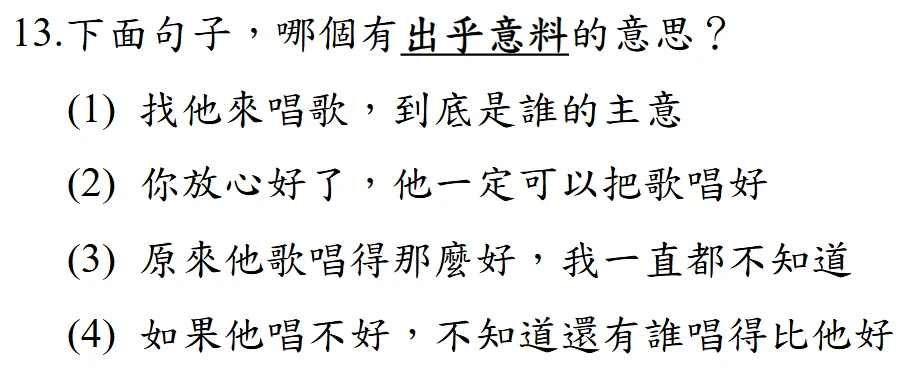 13.下面句子，哪個有出乎意料的意思？
(1) 找他來唱歌，到底是誰的主意
(2) 你放心好了，他一定可以把歌唱好
(3) 原來他歌唱得那麼好，我一直都不知道
(4) 如果他唱不好，不知道還有誰唱得比他好